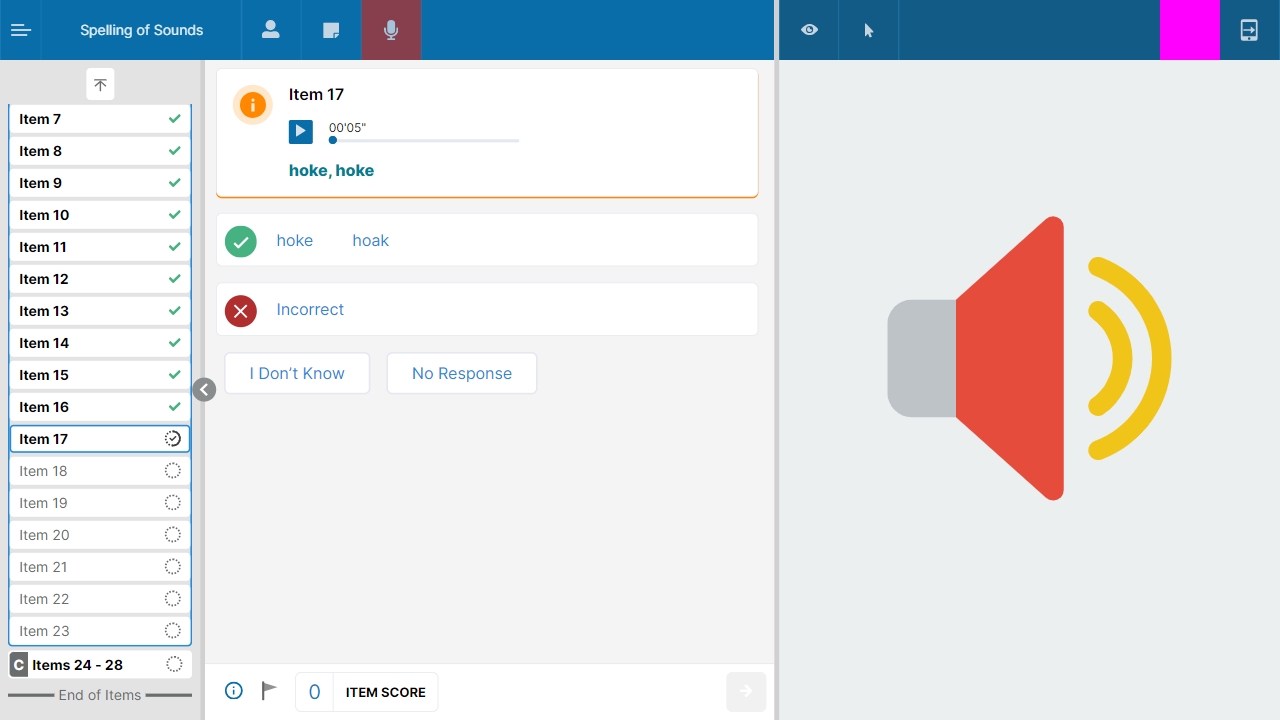 Spelling of Sounds
Item 7
Item 8
Item 9
Item 10
Item 11
Item 12
Item 13
Item 14
Item 15
Item 16
Item 17
Item 18
Item 19
Item 20
Item 21
Item 22
Item 23
C Items 24 - 28
End of Items
Item 17
00'05"
hoke, hoke
hoke hoak
Incorrect
I Don’t Know No Response
0 ITEM SCORE